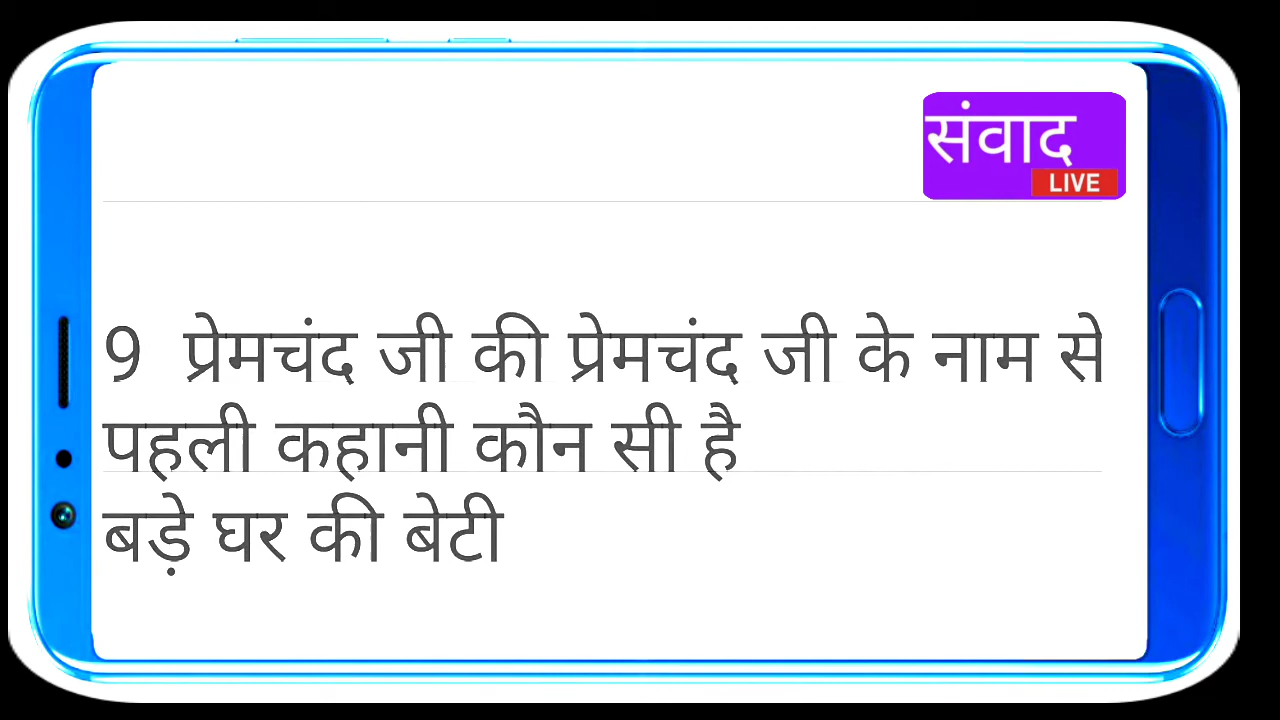 संवाद
LIVE
9 प्रेमचंद जी की प्रेमचंद जी के नाम से
पहली कहानी कौन सी है
बड़े घर की बेटी